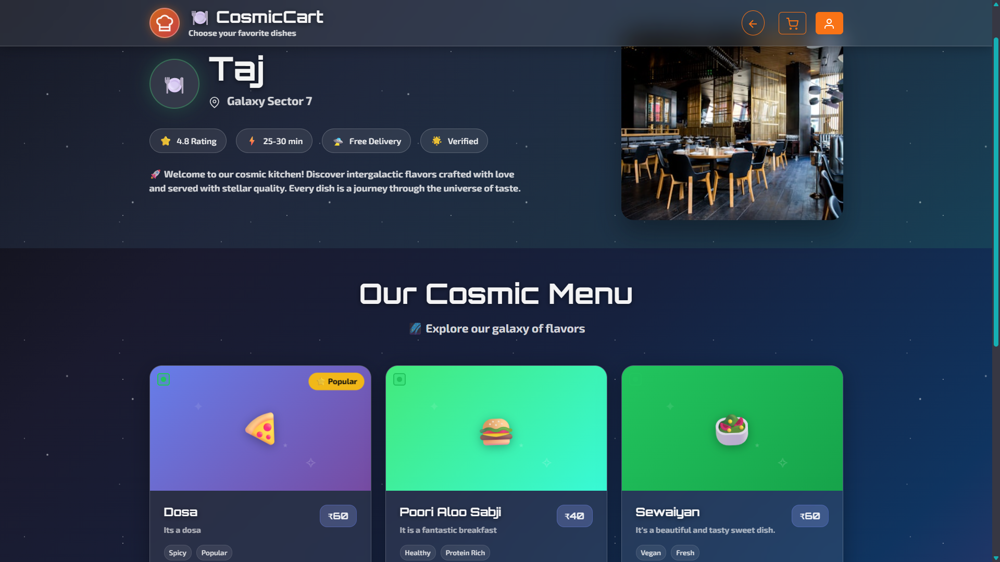 🍽️ CosmicCart
Choose your favorite dishes
Taj
Galaxy Sector 7
⭐ 4.8 Rating
⚡ 25-30 min
🛸 Free Delivery
🌟 Verified
🚀 Welcome to our cosmic kitchen! Discover intergalactic flavors crafted with love
and served with stellar quality. Every dish is a journey through the universe of taste.
Our Cosmic Menu
🌌 Explore our galaxy of flavors
⭐ Popular
Dosa
₹60
Its a dosa
Spicy
Popular
Poori Aloo Sabji
₹40
It is a fantastic breakfast
Healthy
Protein Rich
Sewaiyan
₹60
It's a beautiful and tasty sweet dish.
Vegan
Fresh